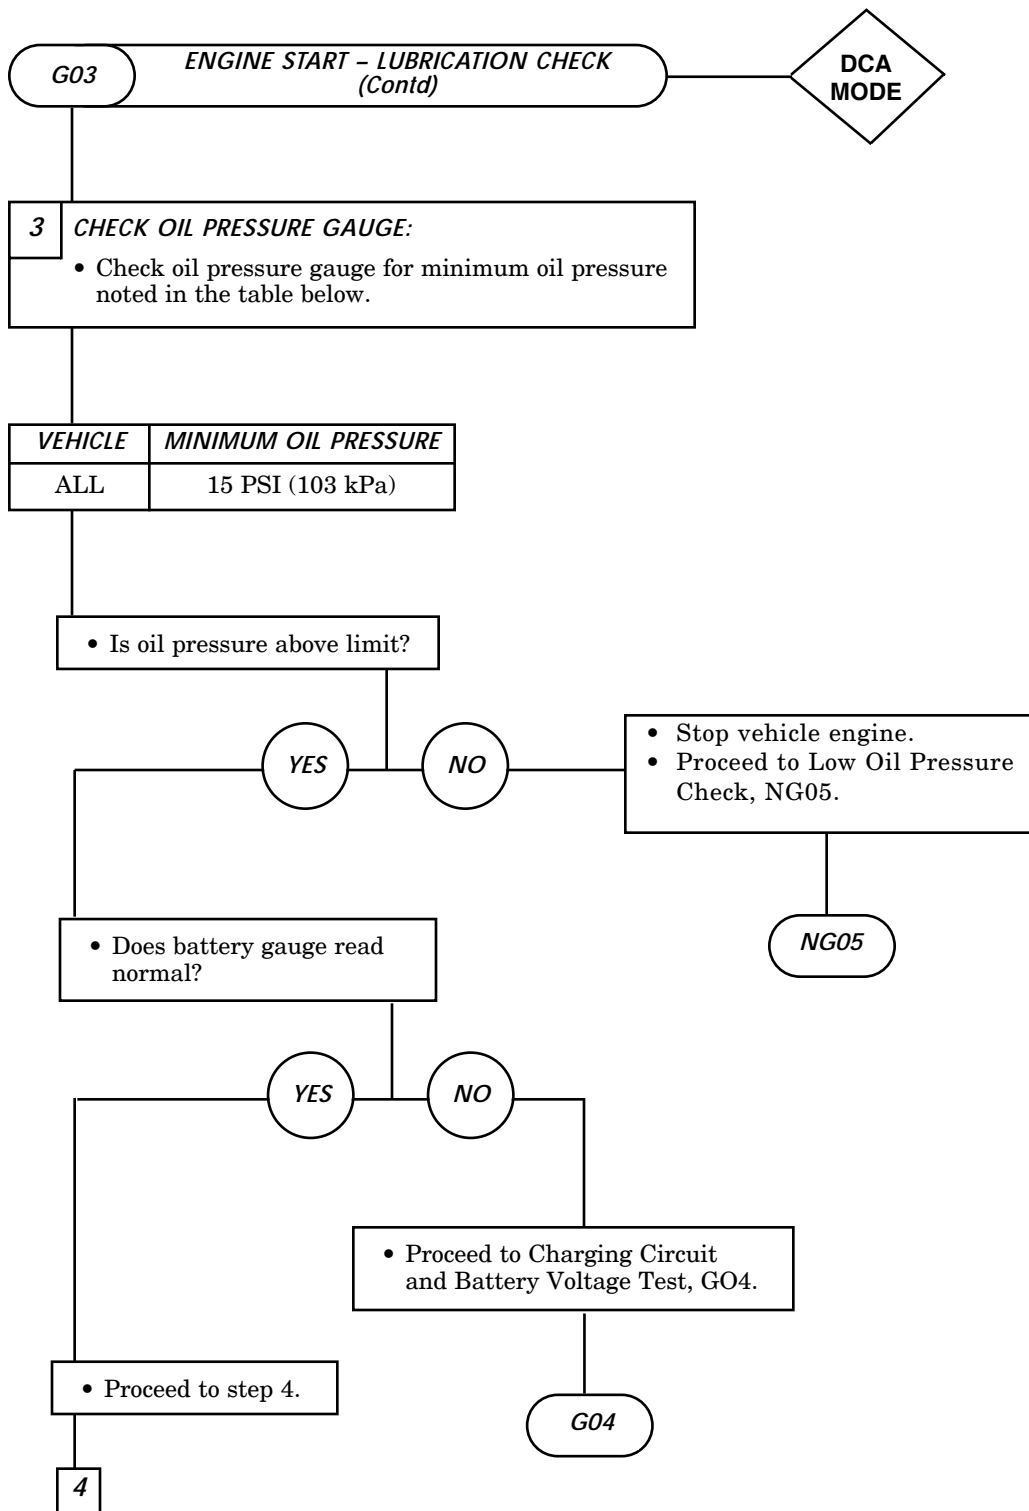 G03
ENGINE START – LUBRICATION CHECK
(Contd)
DCA
MODE
3
CHECK OIL PRESSURE GAUGE:
• Check oil pressure gauge for minimum oil pressure
noted in the table below.
VEHICLE MINIMUM OIL PRESSURE
ALL 15 PSI (103 kPa)
• Is oil pressure above limit?
YES
NO
• Stop vehicle engine.
• Proceed to Low Oil Pressure
Check, NG05.
NG05
• Does battery gauge read
normal?
YES
NO
• Proceed to Charging Circuit
and Battery Voltage Test, GO4.
G04
• Proceed to step 4.
4